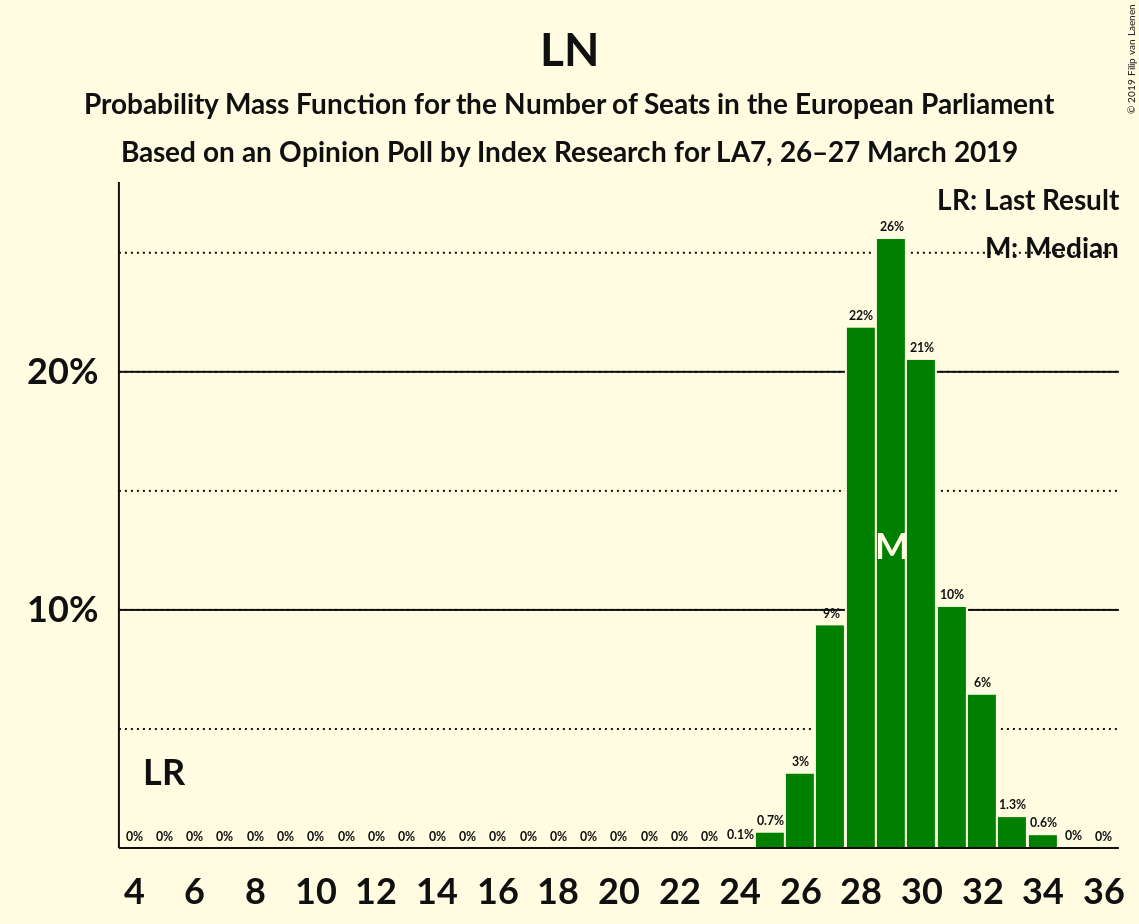 LN
Probability Mass Function for the Number of Seats in the European Parliament
Based on an Opinion Poll by Index Research for LA7, 26–27 March 2019
© 2019 Filip van Laenen
LR: Last Result
M: Median
20%
10%
26%
22%
21%
M
9%
10%
6%
LR
3%
1.3%
0% 0% 0% 0% 0% 0% 0% 0% 0% 0% 0% 0% 0% 0% 0% 0% 0% 0% 0% 0% 0.1% 0.7% 0.6% 0% 0%
4 6 8 10 12 14 16 18 20 22 24 26 28 30 32 34 36